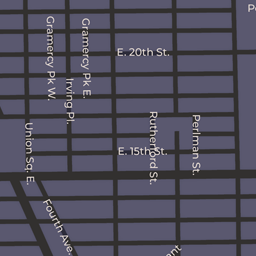 Gramercy Pk W.
Gramercy Pk E.
E. 20th St.
Irving Pl.
Union Sq. E.
Rutherford St.
E. 15th St.
Perlman St.
Fourth Ave.